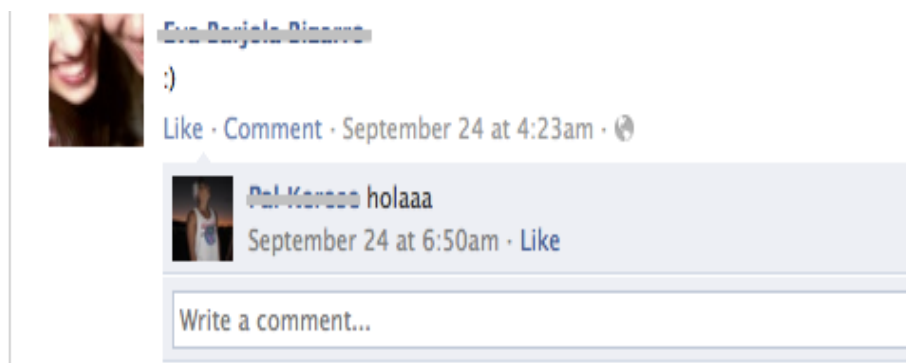 :)
Like · Comment · September 24 at 4:23am ·
holaaa
September 24 at 6:50am · Like
Write a comment...